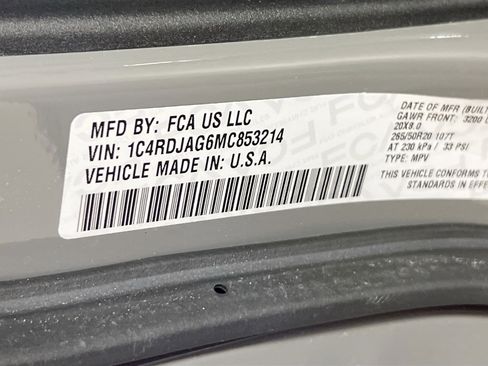 MFD BY: FCA US LLC
VIN: 1C4RDJAG6MC853214
VEHICLE MADE IN: U.S.A.
DATE OF MFR (BUILT
GAWR FRONT: 3200
20X8.0
265/50R20 107T
AT 230 kPa / 33 PSI
TYPE: MPV
THIS VEHICLE CONFORMS
STANDARDS IN EFFE